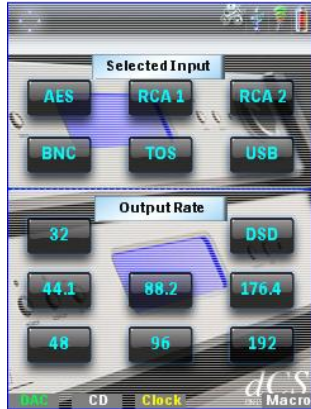 Selected Input
AES RCA 1 RCA 2
BNC TOS USB
Output Rate
32 DSD
44.1 88.2 176.4
48 96 192
dCS
DAC CD Clock Macro